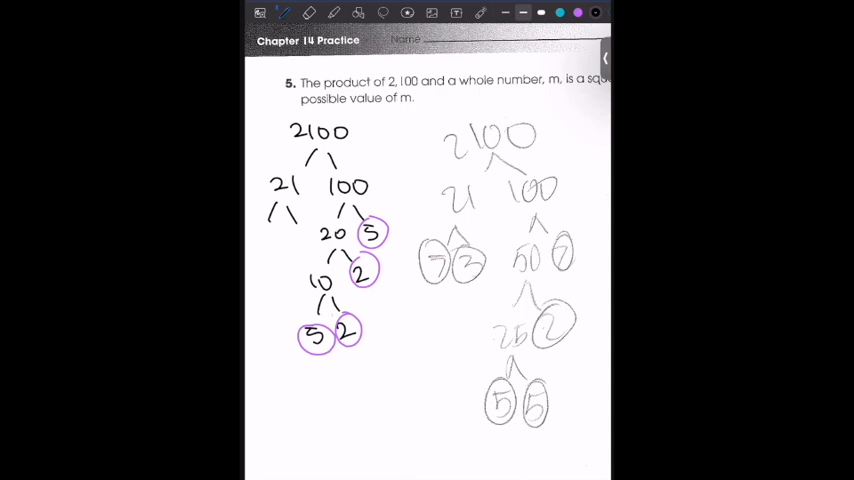 Chapter 14 Practice Name
5. The product of 2,100 and a whole number, m, is a squ
possible value of m.
2100
21 100
20 5
10 2
5 2
2100
21 100
7 3 50
25 2
5 5